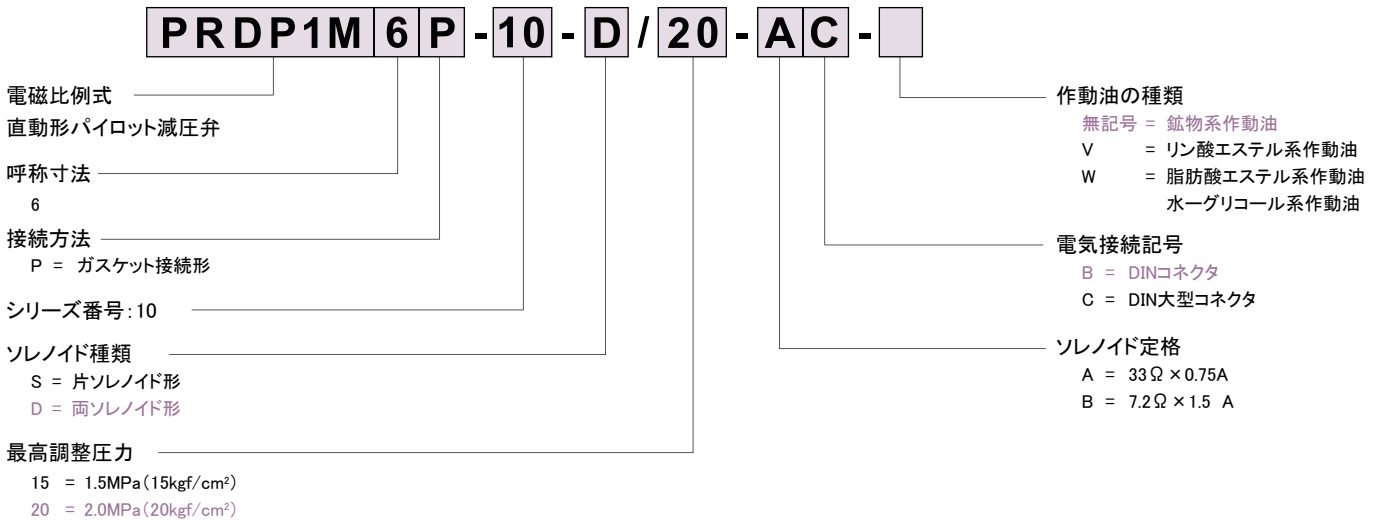 PRDP1M6P-10-D/20-AC-
電磁比例式
直動形パイロット減圧弁
呼称寸法
6
接続方法
P = ガスケット接続形
シリーズ番号:10
ソレノイド種類
S = 片ソレノイド形
D = 両ソレノイド形
最高調整圧力
15 = 1.5MPa(15kgf/cm²)
20 = 2.0MPa(20kgf/cm²)
作動油の種類
無記号 = 鉱物系作動油
V = リン酸エステル系作動油
W = 脂肪酸エステル系作動油
水ーグリコール系作動油
電気接続記号
B = DINコネクタ
C = DIN大型コネクタ
ソレノイド定格
A = 33Ω×0.75A
B = 7.2Ω×1.5 A